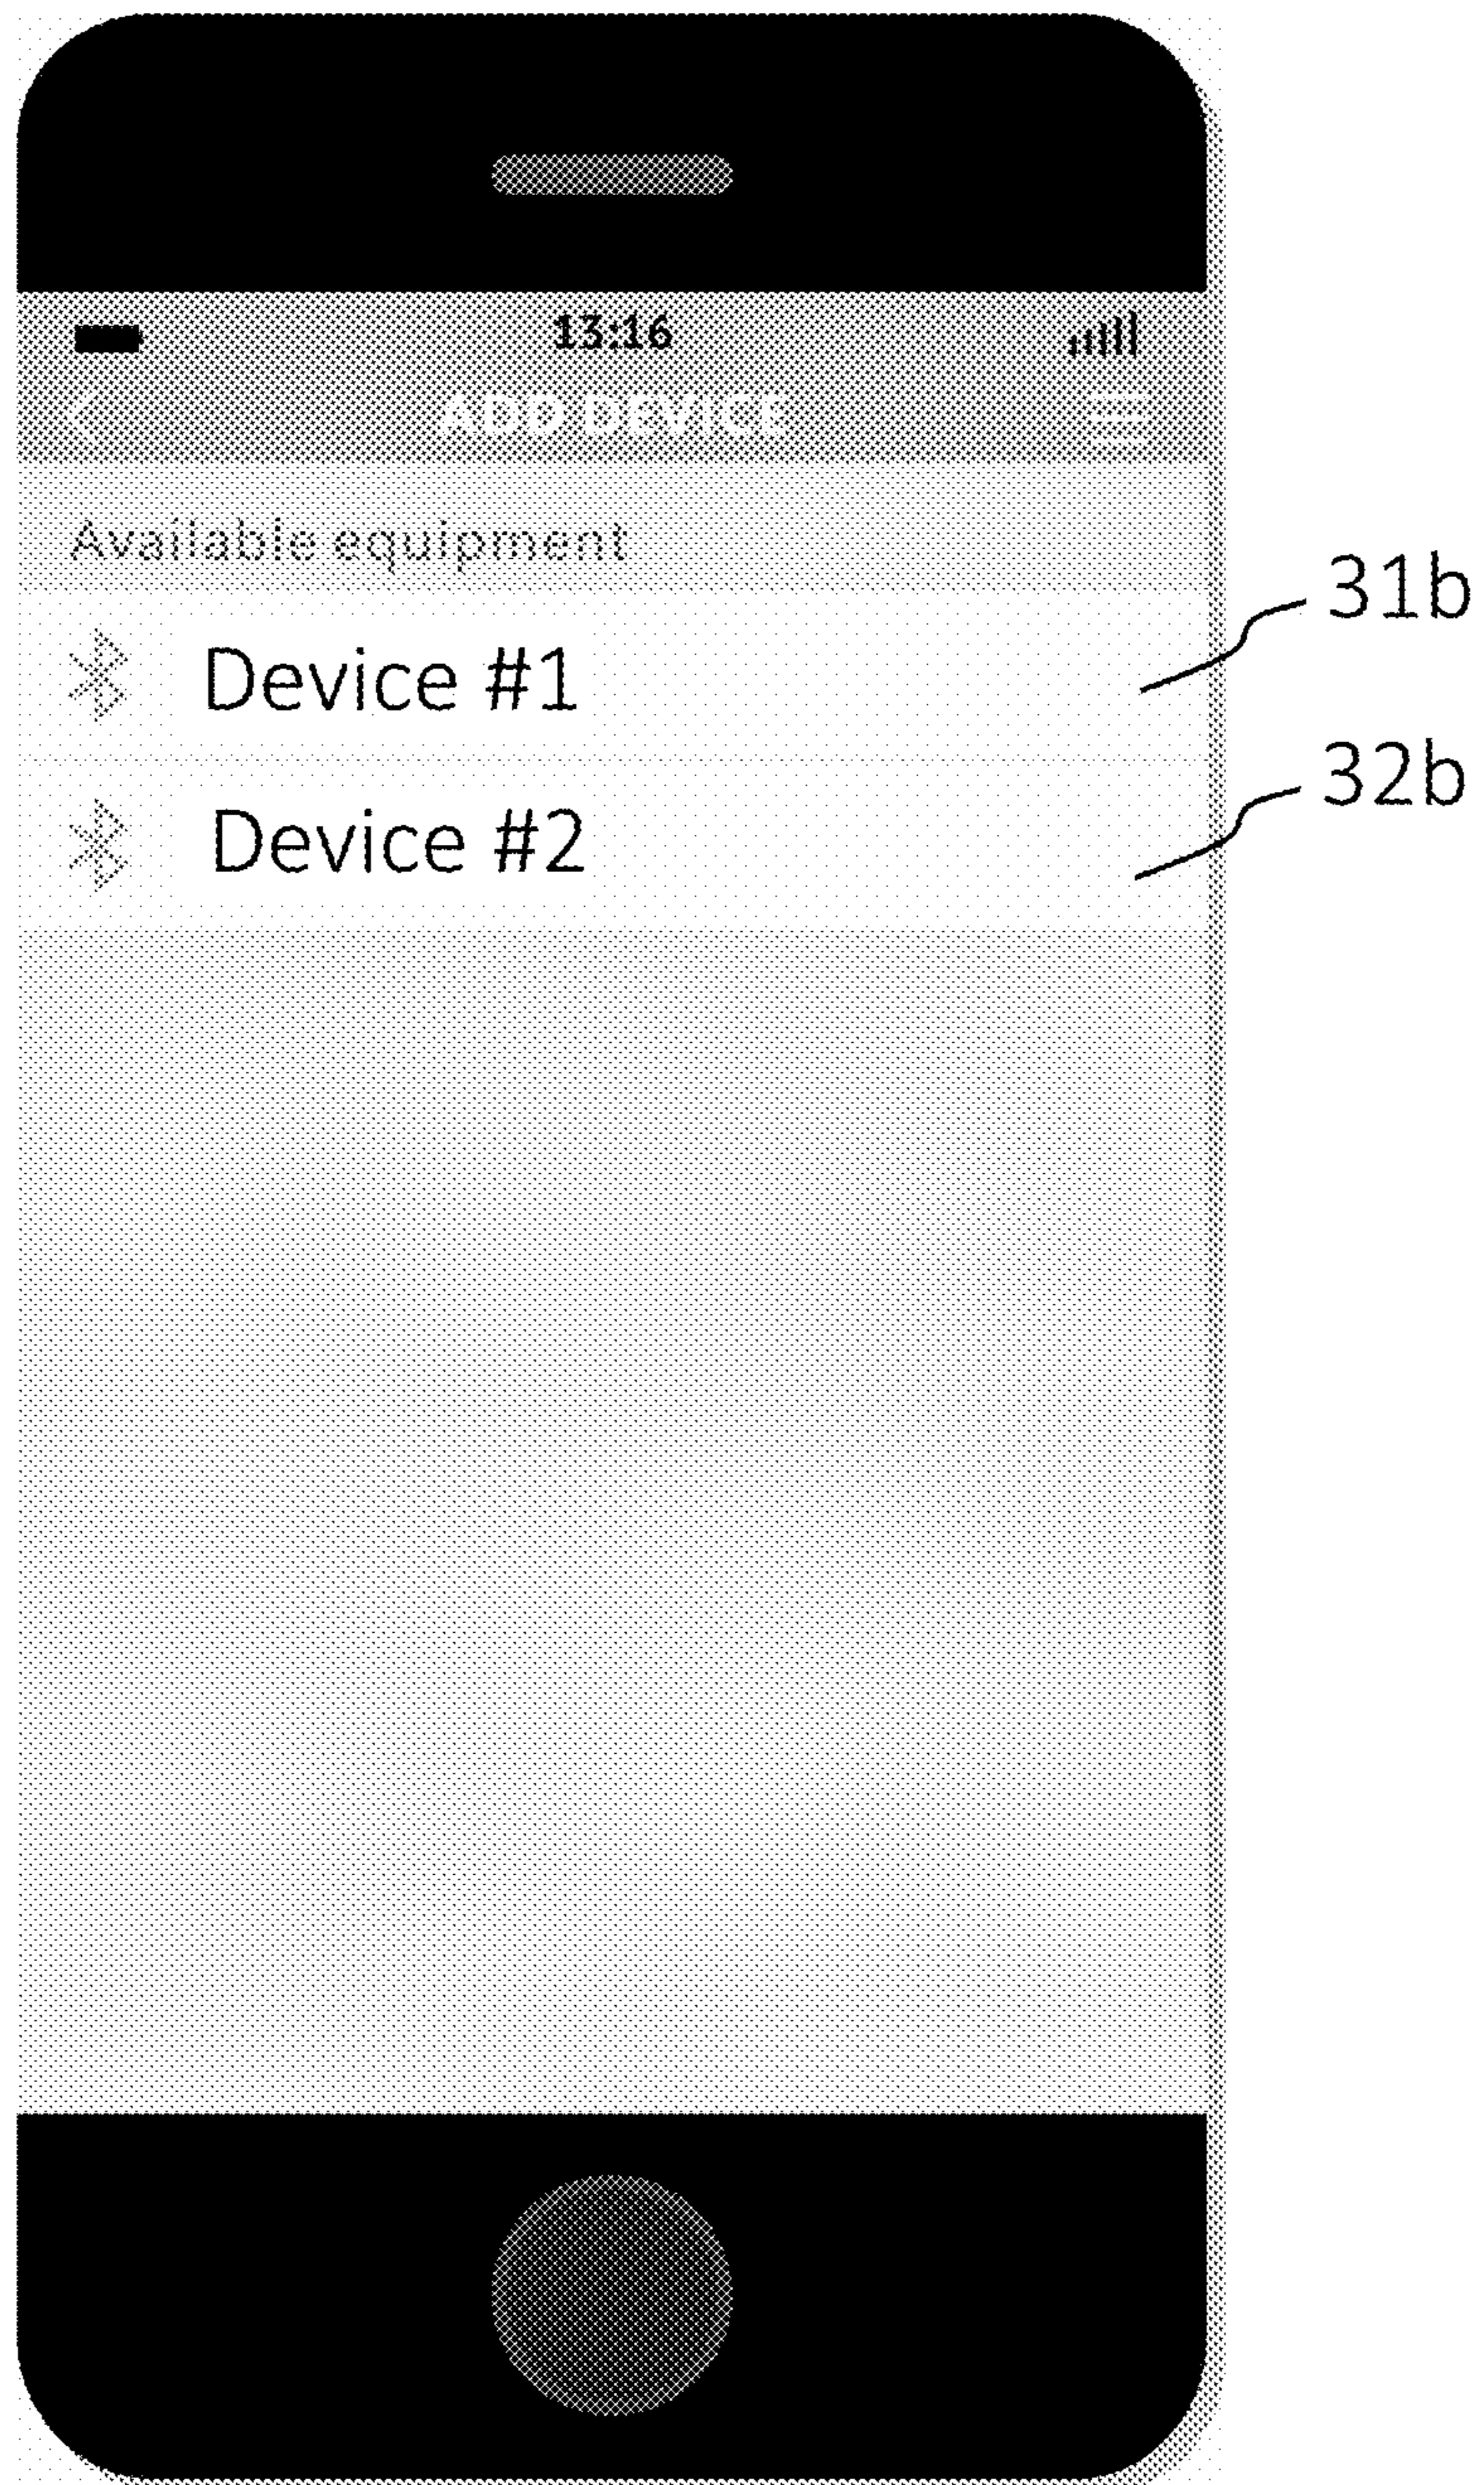 13:16
ADD DEVICE
Available equipment
31b
Device #1
32b
Device #2